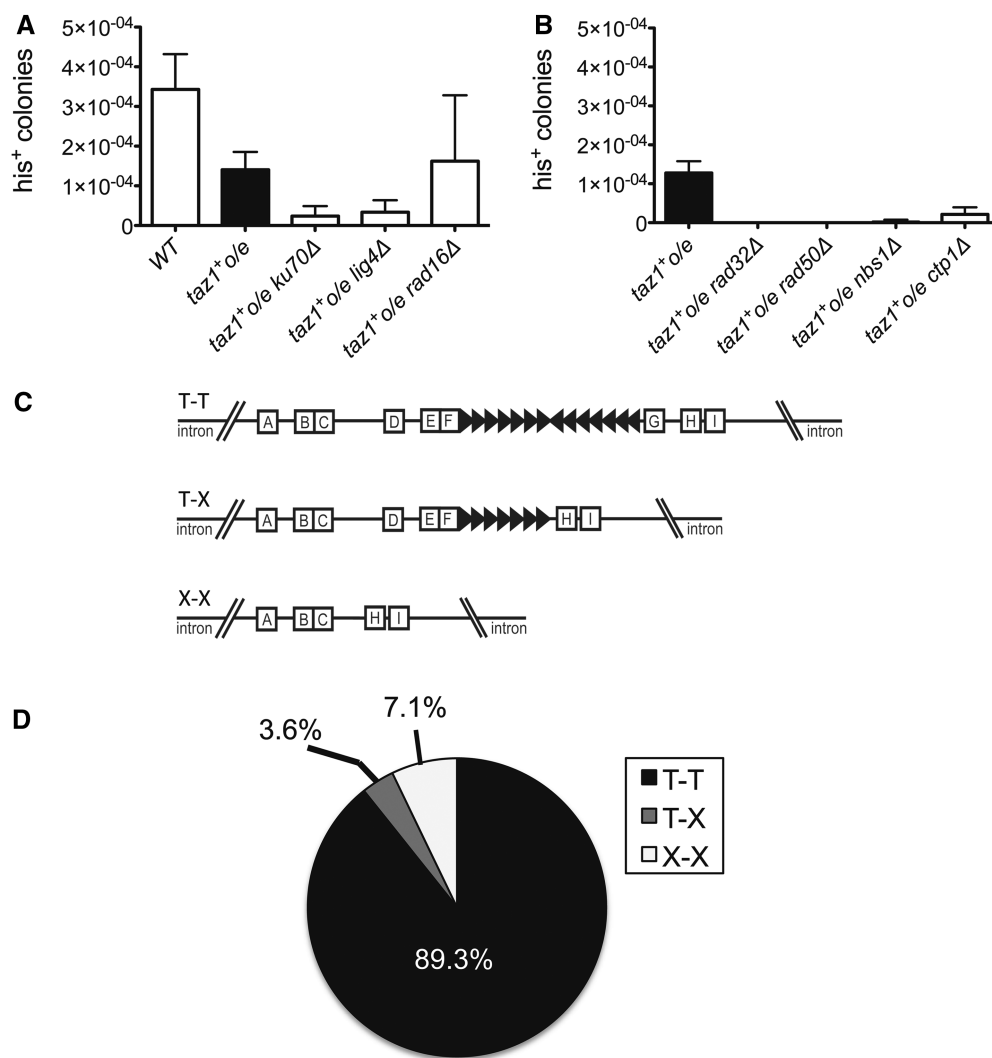 A
his⁺ colonies
5×10⁻⁰⁴
4×10⁻⁰⁴
3×10⁻⁰⁴
2×10⁻⁰⁴
1×10⁻⁰⁴
0
WT
taz1⁺ o/e
taz1⁺ o/e ku70Δ
taz1⁺ o/e lig4Δ
taz1⁺ o/e rad16Δ
B
his⁺ colonies
5×10⁻⁰⁴
4×10⁻⁰⁴
3×10⁻⁰⁴
2×10⁻⁰⁴
1×10⁻⁰⁴
0
taz1⁺ o/e
taz1⁺ o/e rad32Δ
taz1⁺ o/e rad50Δ
taz1⁺ o/e nbs1Δ
taz1⁺ o/e ctp1Δ
C
T-T
intron A B C D E F G H I intron
T-X
intron A B C D E F H I intron
X-X
intron A B C H I intron
D
3.6%
7.1%
89.3%
T-T
T-X
X-X